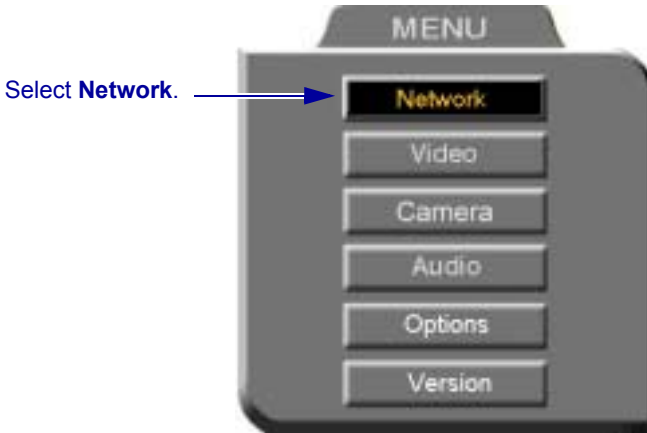 MENU
Select Network.
Network
Video
Camera
Audio
Options
Version